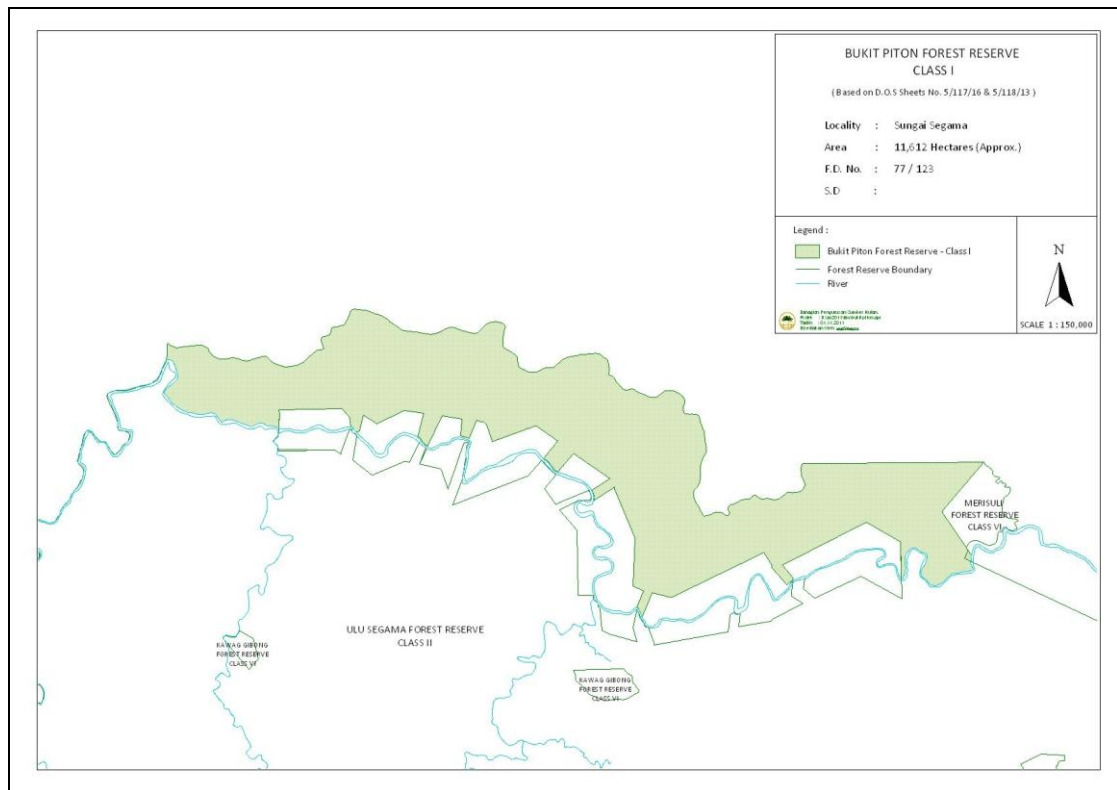 BUKIT PITON FOREST RESERVE
CLASS I
( Based on D.O.S Sheets No. 5/117/16 & 5/118/13 )
Locality : Sungai Segama
Area : 11,612 Hectares (Approx.)
F.D. No. : 77 / 123
S.D :
Legend :
Bukit Piton Forest Reserve - Class I
Forest Reserve Boundary
River
N
SCALE 1 : 150,000
MERISULI
FOREST RESERVE
CLASS VI
ULU SEGAMA FOREST RESERVE
CLASS II
KAWAG GIBONG
FOREST RESERVE
CLASS VI
KAWAG GIBONG
FOREST RESERVE
CLASS VI